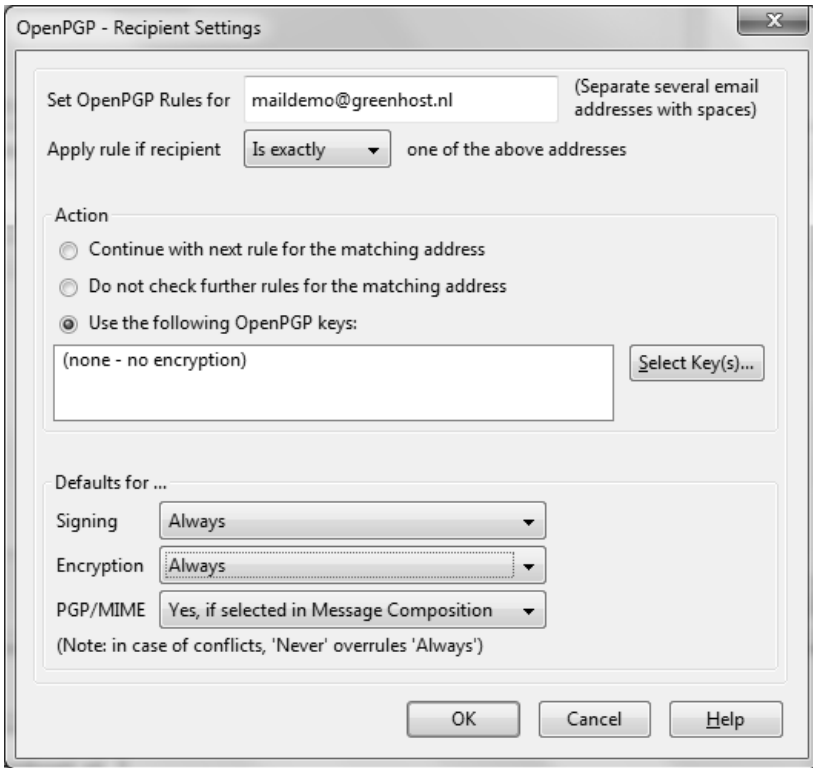 OpenPGP - Recipient Settings
x
Set OpenPGP Rules for maildemo@greenhost.nl (Separate several email
addresses with spaces)
Apply rule if recipient Is exactly one of the above addresses
Action
Continue with next rule for the matching address
Do not check further rules for the matching address
Use the following OpenPGP keys:
(none - no encryption) Select Key(s)...
Defaults for ...
Signing Always
Encryption Always
PGP/MIME Yes, if selected in Message Composition
(Note: in case of conflicts, 'Never' overrules 'Always')
OK Cancel Help